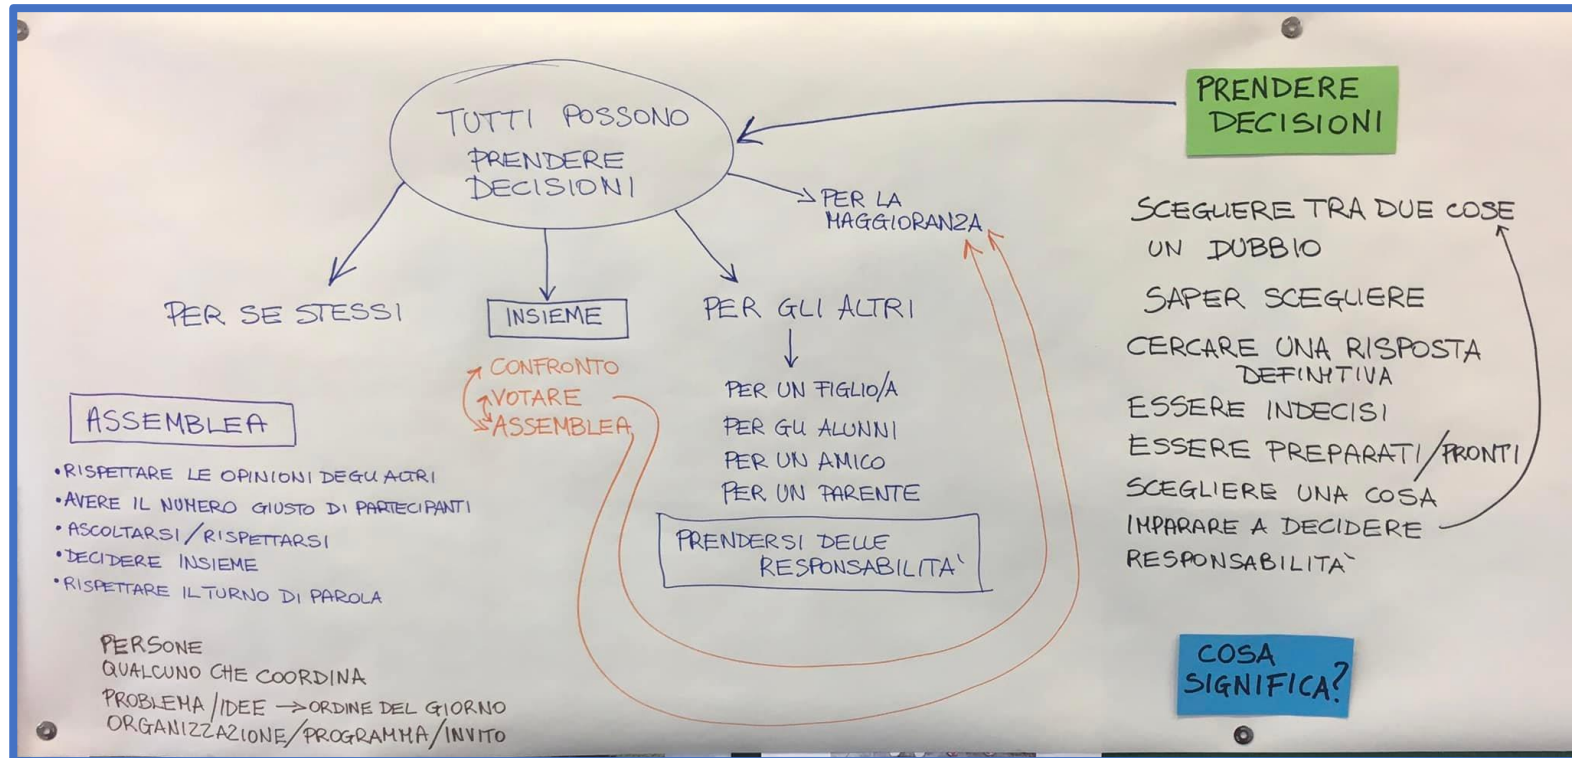 PRENDERE
DECISIONI
TUTTI POSSONO
PRENDERE
DECISIONI
PER LA
MAGGIORANZA
PER SE STESSI
INSIEME
PER GLI ALTRI
CONFRONTO
VOTARE
ASSEMBLEA
PER UN FIGLIO/A
PER GLI ALUNNI
PER UN AMICO
PER UN PARENTE
PRENDERSI DELLE
RESPONSABILITA`
ASSEMBLEA
•RISPETTARE LE OPINIONI DEGLI ALTRI
•AVERE IL NUMERO GIUSTO DI PARTECIPANTI
•ASCOLTARSI/RISPETTARSI
•DECIDERE INSIEME
•RISPETTARE IL TURNO DI PAROLA
PERSONE
QUALCUNO CHE COORDINA
PROBLEMA/IDEE → ORDINE DEL GIORNO
ORGANIZZAZIONE/PROGRAMMA/INVITO
SCEGLIERE TRA DUE COSE
UN DUBBIO
SAPER SCEGLIERE
CERCARE UNA RISPOSTA
DEFINITIVA
ESSERE INDECISI
ESSERE PREPARATI/PRONTI
SCEGLIERE UNA COSA
IMPARARE A DECIDERE
RESPONSABILITA`
COSA
SIGNIFICA?